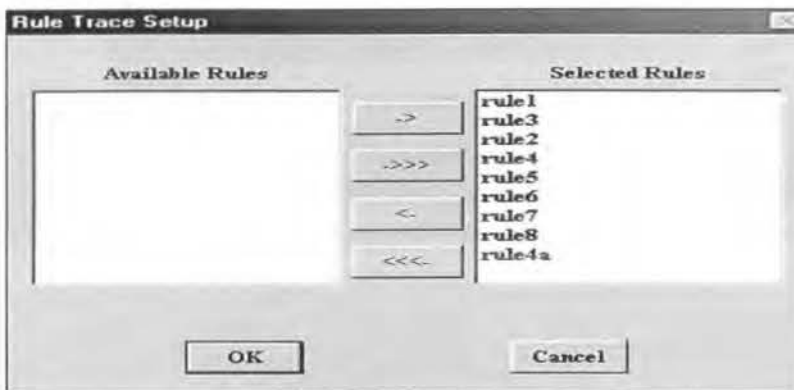 Rule Trace Setup
Available Rules
Selected Rules
->
->>>
<-
<<<-
rule1
rule3
rule2
rule4
rule5
rule6
rule7
rule8
rule4a
OK
Cancel